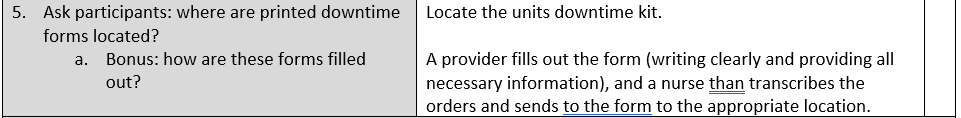 5. Ask participants: where are printed downtime
forms located?
a. Bonus: how are these forms filled
out?
Locate the units downtime kit.
A provider fills out the form (writing clearly and providing all
necessary information), and a nurse than transcribes the
orders and sends to the form to the appropriate location.